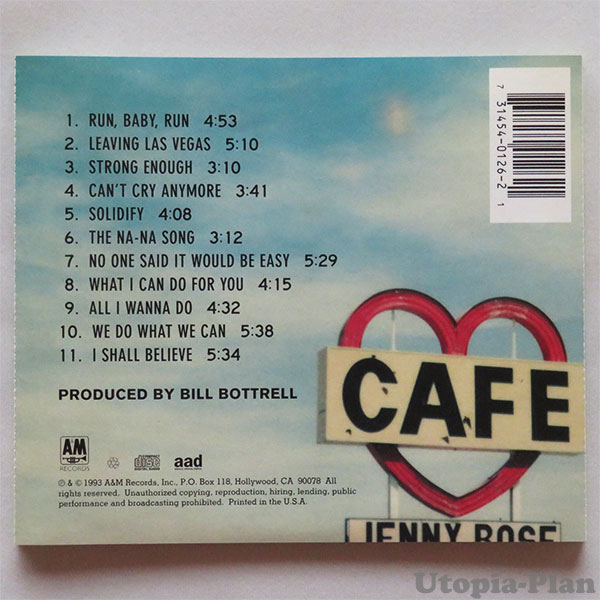 1. RUN, BABY, RUN 4:53
2. LEAVING LAS VEGAS 5:10
3. STRONG ENOUGH 3:10
4. CAN'T CRY ANYMORE 3:41
5. SOLIDIFY 4:08
6. THE NA-NA SONG 3:12
7. NO ONE SAID IT WOULD BE EASY 5:29
8. WHAT I CAN DO FOR YOU 4:15
9. ALL I WANNA DO 4:32
10. WE DO WHAT WE CAN 5:38
11. I SHALL BELIEVE 5:34
PRODUCED BY BILL BOTTRELL
7 31454-0126-2 1
CAFE
JENNY ROSE
A&M
RECORDS
COMPACT
disc
DIGITAL AUDIO
aad
℗ & © 1993 A&M Records, Inc., P.O. Box 118, Hollywood, CA 90078 All
rights reserved. Unauthorized copying, reproduction, hiring, lending, public
performance and broadcasting prohibited. Printed in the U.S.A.
Utopia-Plan